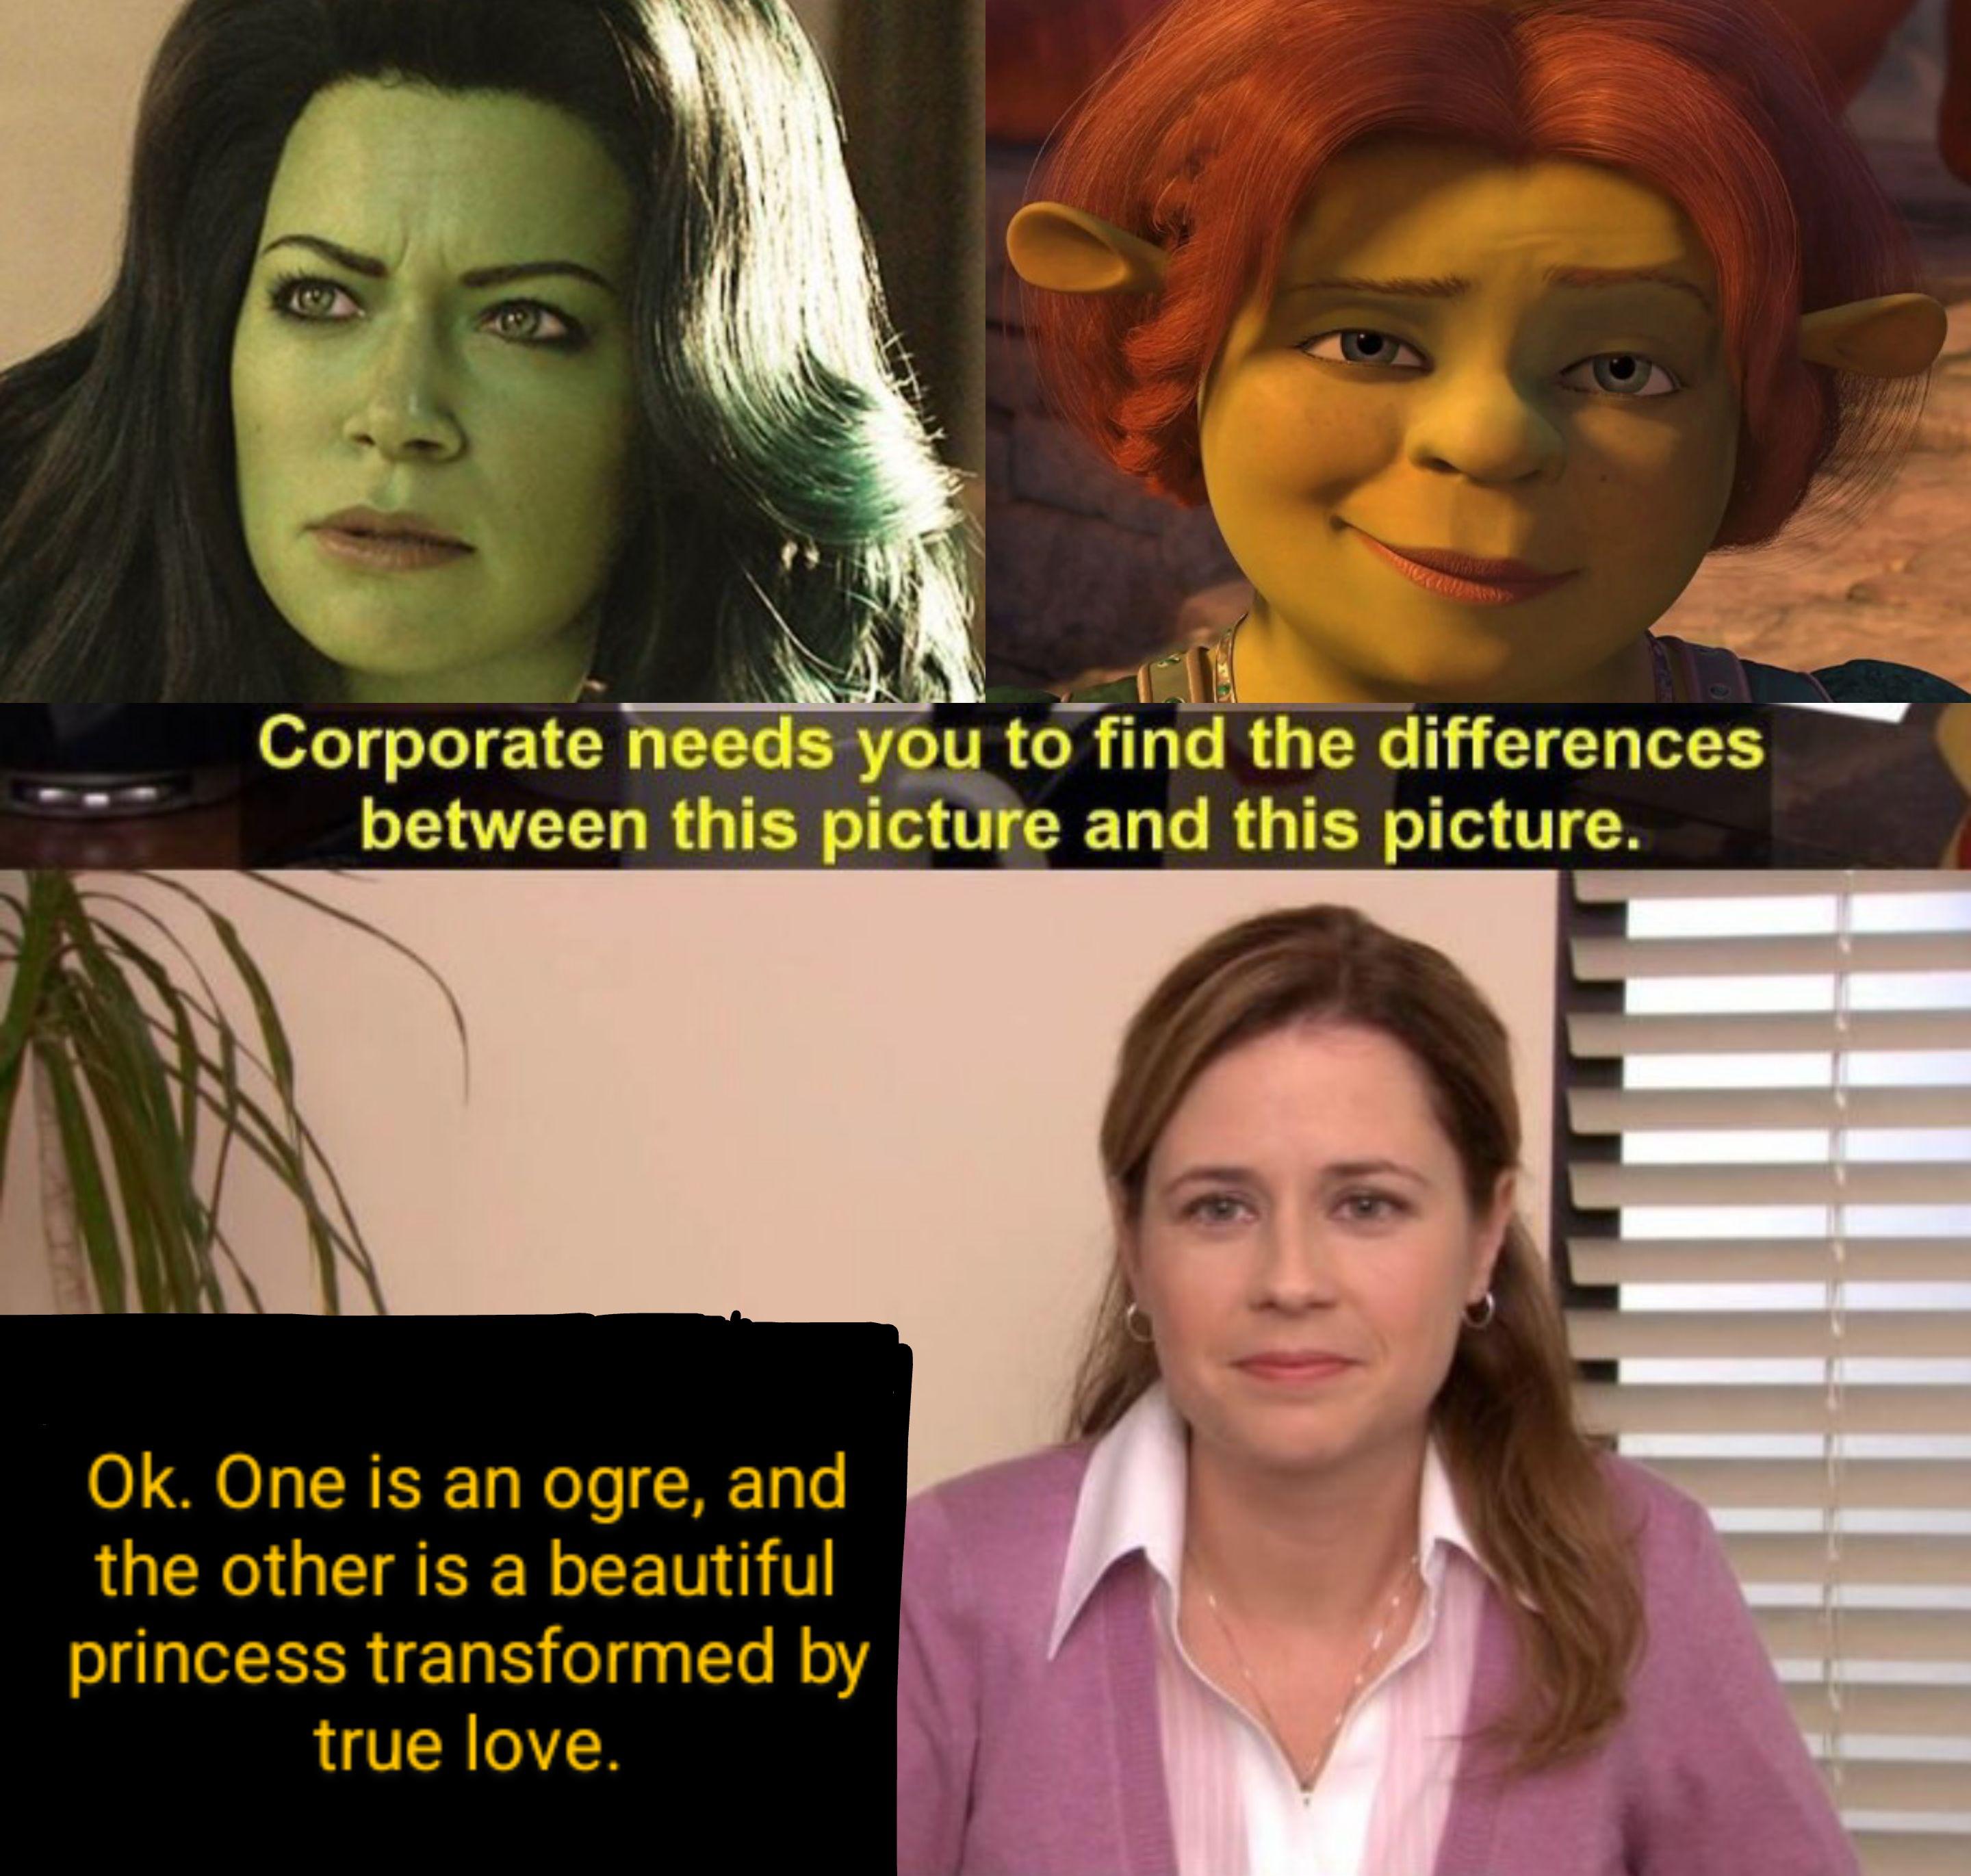 Corporate needs you to find the differences
between this picture and this picture.
Ok. One is an ogre, and
the other is a beautiful
princess transformed by
true love.